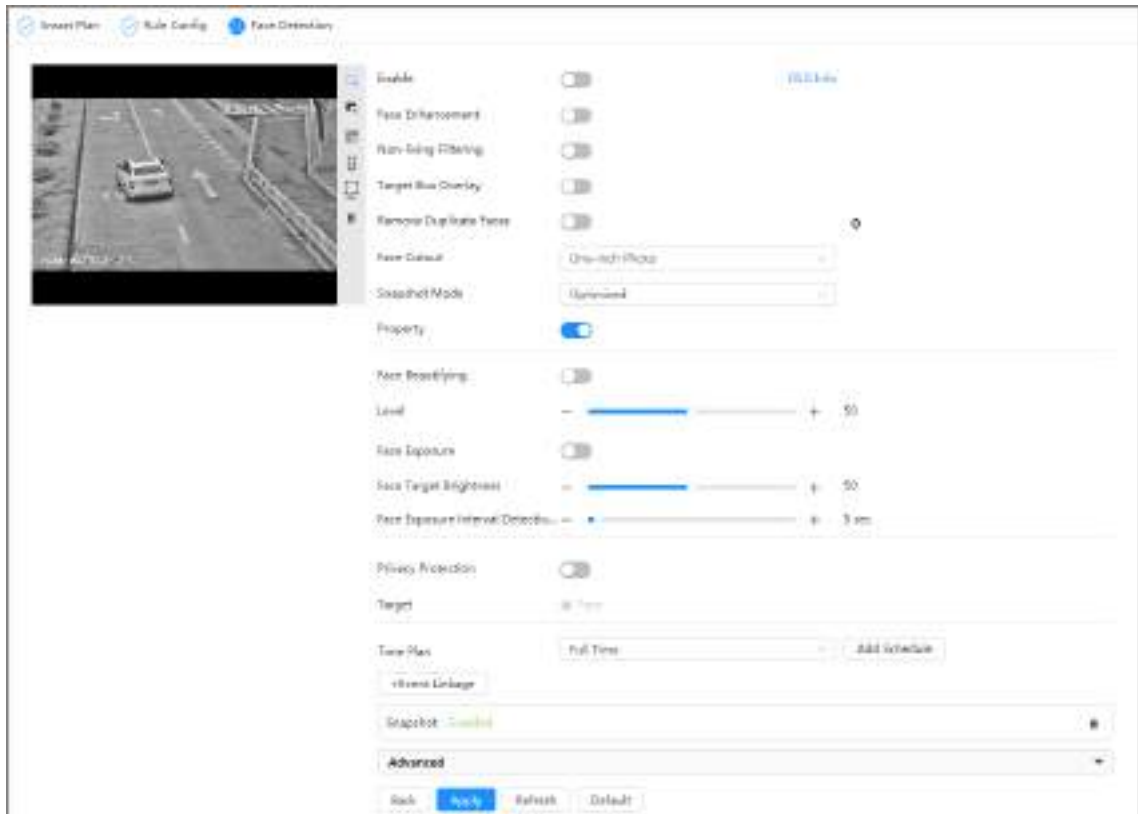 Smart Plan Rule Config Face Detection
Enable OSD Info
Face Enhancement
Non-living Filtering
Target Box Overlay
Remove Duplicate Faces
Face Cutout One-inch Photo
Snapshot Mode Optimized
Property
Face Beautifying
Level - + 50
Face Exposure
Face Target Brightness - + 50
Face Exposure Interval Detectio... - + 5 sec
Privacy Protection
Target Face
Time Plan Full Time Add Schedule
+Event Linkage
Snapshot Enabled
Advanced
Back Apply Refresh Default